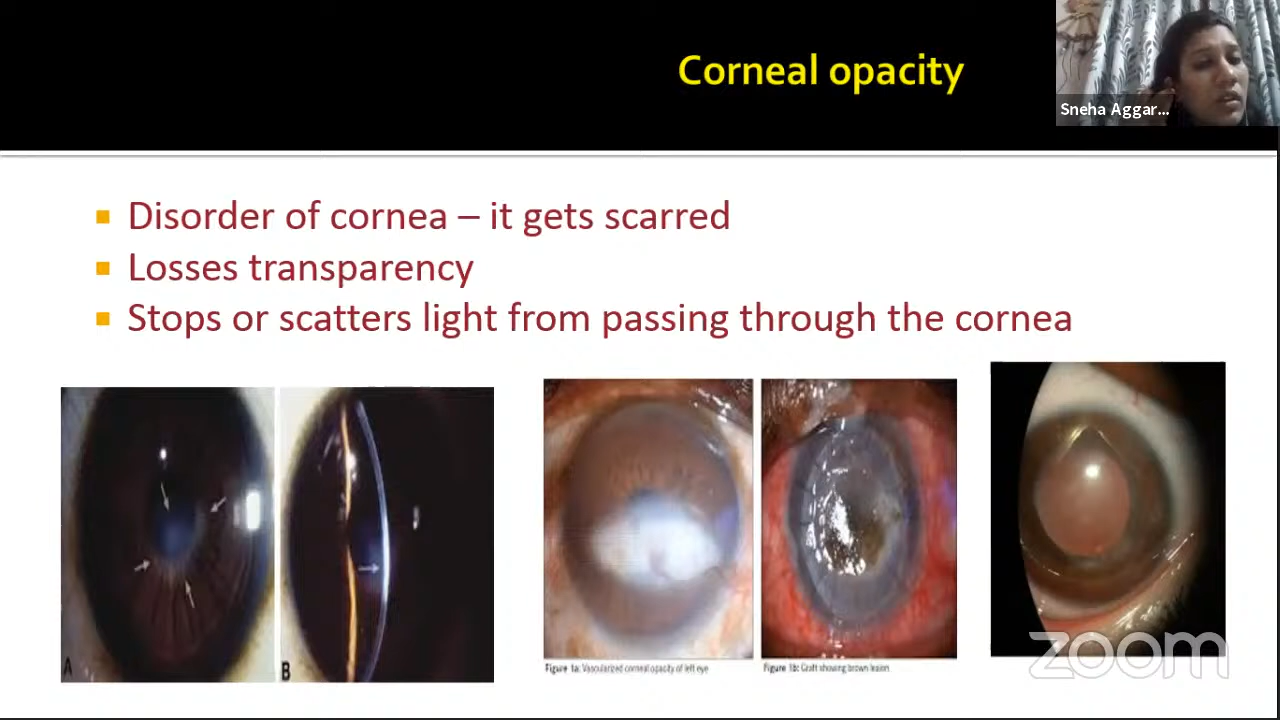 Corneal opacity
Sneha Aggar...
Disorder of cornea – it gets scarred
Losses transparency
Stops or scatters light from passing through the cornea
A
B
Figure 1a: Vascularized corneal opacity of left eye
Figure 1b: Graft showing brown lesion
zoom